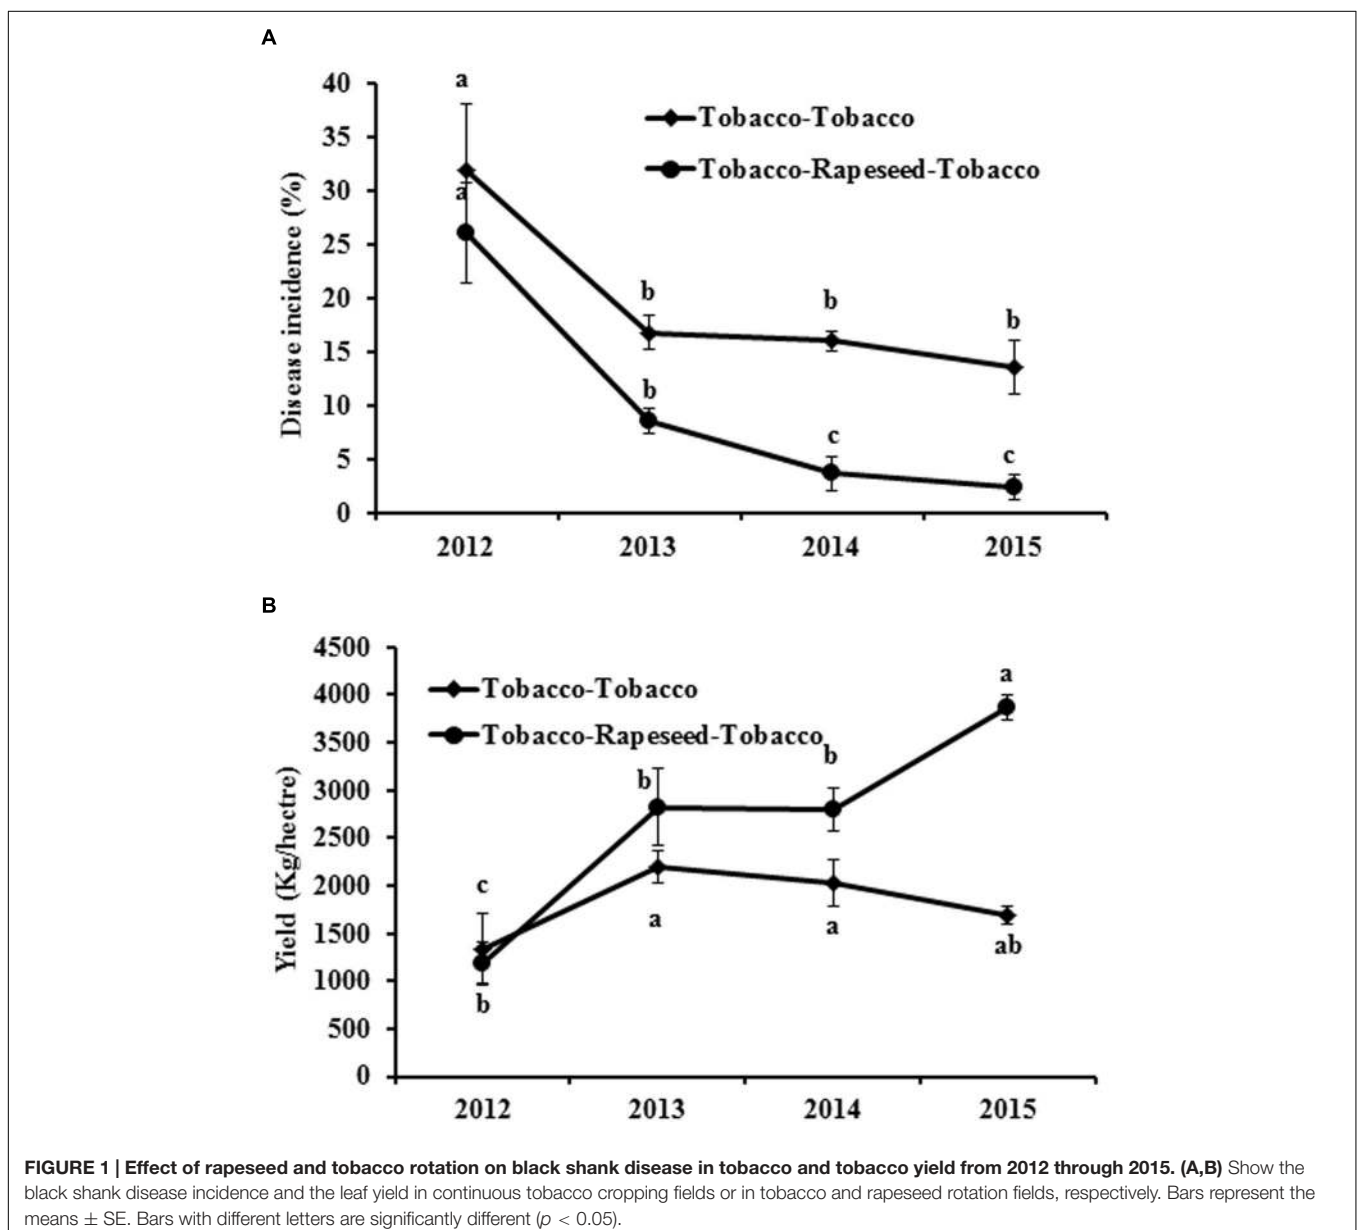 A
40
35
30
25
20
15
10
5
0
Disease incidence (%)
Tobacco-Tobacco
Tobacco-Rapeseed-Tobacco
a
a
b
b
b
b
c
c
2012 2013 2014 2015
B
4500
4000
3500
3000
2500
2000
1500
1000
500
0
Yield (Kg/hectre)
Tobacco-Tobacco
Tobacco-Rapeseed-Tobacco
c
b
b
a
b
a
a
ab
2012 2013 2014 2015
FIGURE 1 | Effect of rapeseed and tobacco rotation on black shank disease in tobacco and tobacco yield from 2012 through 2015. (A,B) Show the
black shank disease incidence and the leaf yield in continuous tobacco cropping fields or in tobacco and rapeseed rotation fields, respectively. Bars represent the
means ± SE. Bars with different letters are significantly different (p < 0.05).